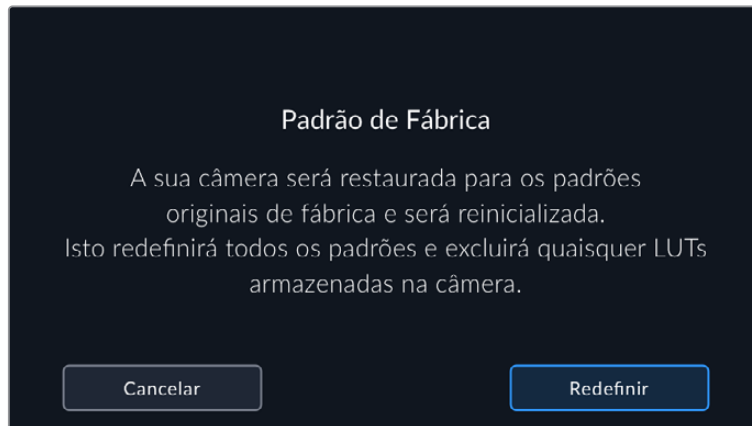 Padrão de Fábrica
A sua câmera será restaurada para os padrões
originais de fábrica e será reinicializada.
Isto redefinirá todos os padrões e excluirá quaisquer LUTs
armazenadas na câmera.
Cancelar
Redefinir